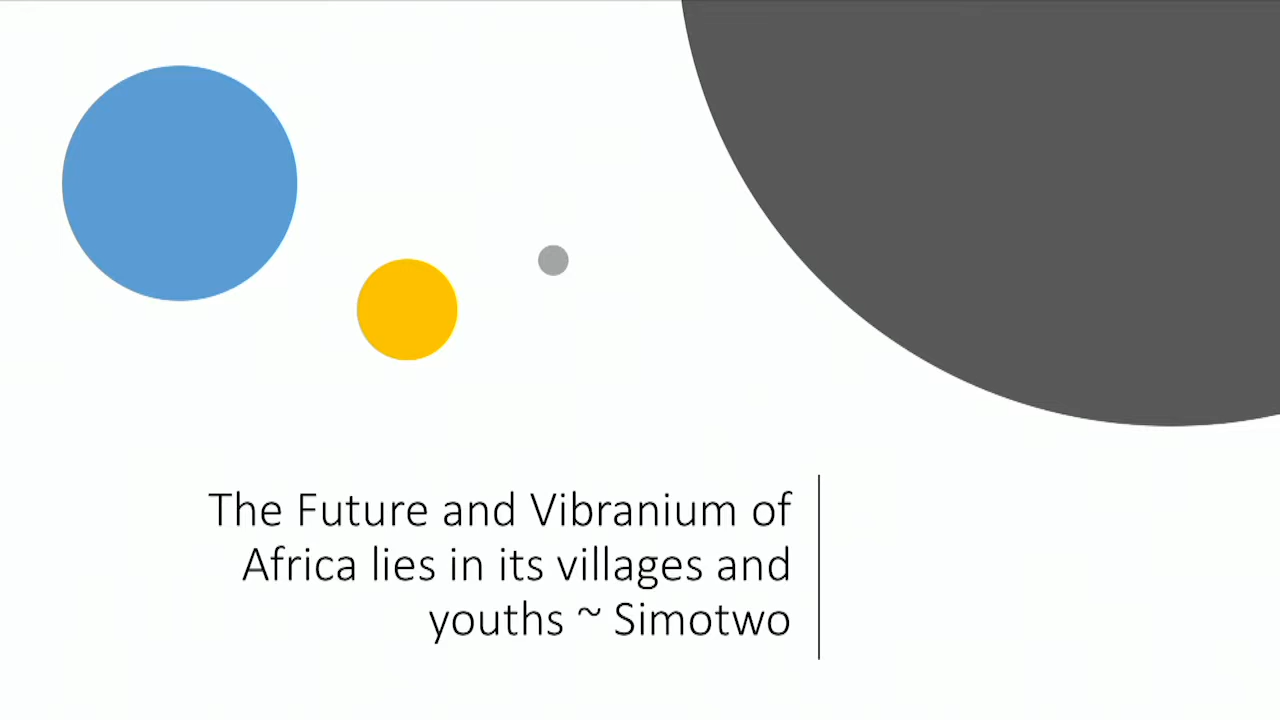 The Future and Vibranium of
Africa lies in its villages and
youths ~ Simotwo